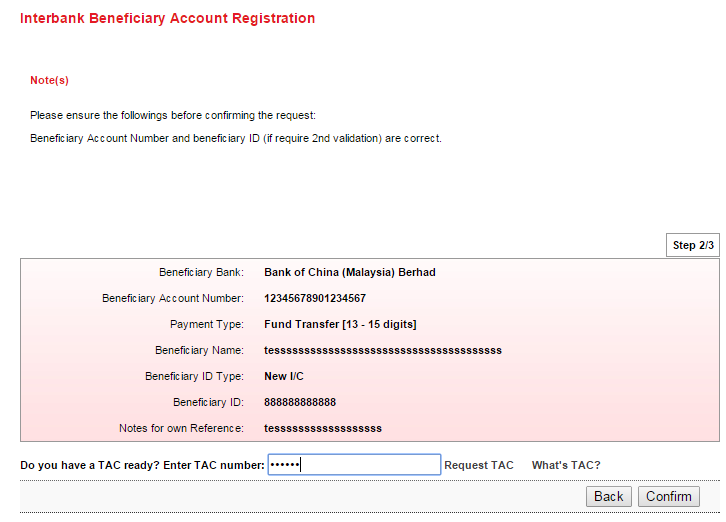 Interbank Beneficiary Account Registration
Note(s)
Please ensure the followings before confirming the request:
Beneficiary Account Number and beneficiary ID (if require 2nd validation) are correct.
Step 2/3
Beneficiary Bank: Bank of China (Malaysia) Berhad
Beneficiary Account Number: 12345678901234567
Payment Type: Fund Transfer [13 - 15 digits]
Beneficiary Name: tessssssssssssssssssssssssssssssssssssss
Beneficiary ID Type: New I/C
Beneficiary ID: 888888888888
Notes for own Reference: tessssssssssssssssss
Do you have a TAC ready? Enter TAC number: •••••• Request TAC What's TAC?
Back Confirm